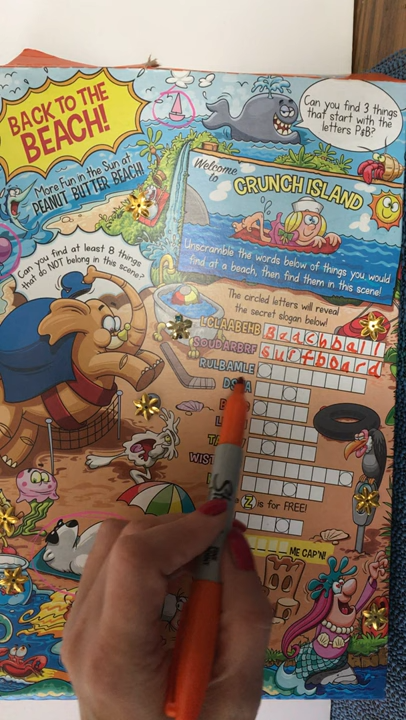 BACK TO THE
BEACH!
More Fun in the Sun at
PEANUT BUTTER BEACH!
Can you find 3 things
that start with the
letters P&B?
Welcome
to
CRUNCH ISLAND
Unscramble the words below of things you would
find at a beach, then find them in this scene!
Can you find at least 8 things
that do NOT belong in this scene?
The circled letters will reveal
the secret slogan below!
LGLAABEHB Beachball
SOUDARBRF Surfboard
RULBAMLE
Z is for FREE!
ME CAP'N!